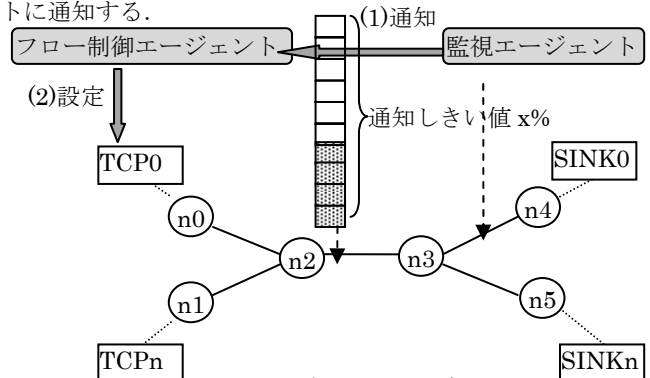 トに通知する.
(1)通知
フロー制御エージェント
監視エージェント
(2)設定
通知しきい値 x%
TCP0
SINK0
n0
n4
n2
n3
n1
n5
TCPn
SINKn